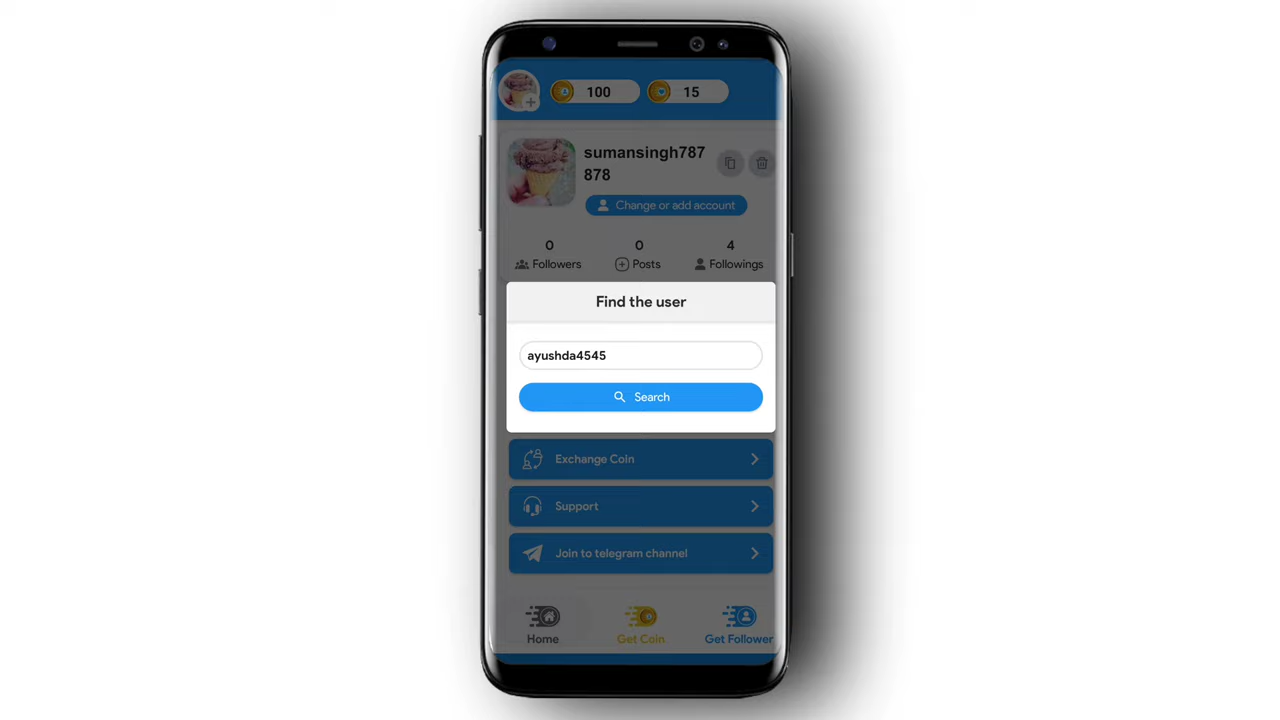 100
15
sumansingh787
878
Change or add account
0
0
4
Followers
Posts
Followings
Find the user
ayushda4545
Search
Exchange Coin
Support
Join to telegram channel
Home
Get Coin
Get Follower